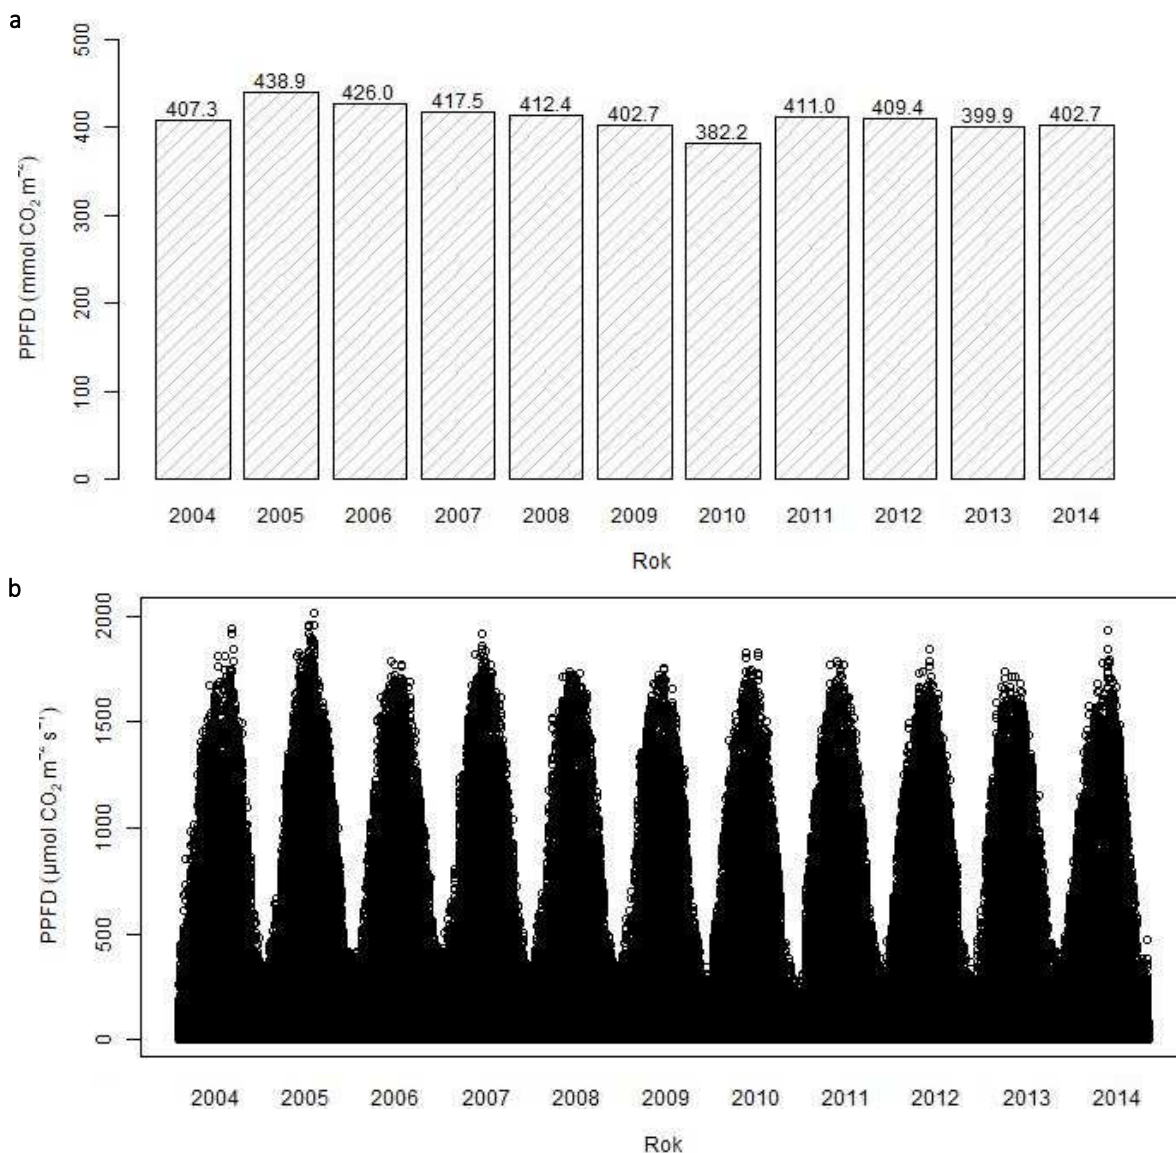 a
PPFD (mmol CO₂ m⁻²)
500
400
300
200
100
0
407.3 438.9 426.0 417.5 412.4 402.7 382.2 411.0 409.4 399.9 402.7
2004 2005 2006 2007 2008 2009 2010 2011 2012 2013 2014
Rok
b
PPFD (µmol CO₂ m⁻² s⁻¹)
2000
1500
1000
500
0
2004 2005 2006 2007 2008 2009 2010 2011 2012 2013 2014
Rok